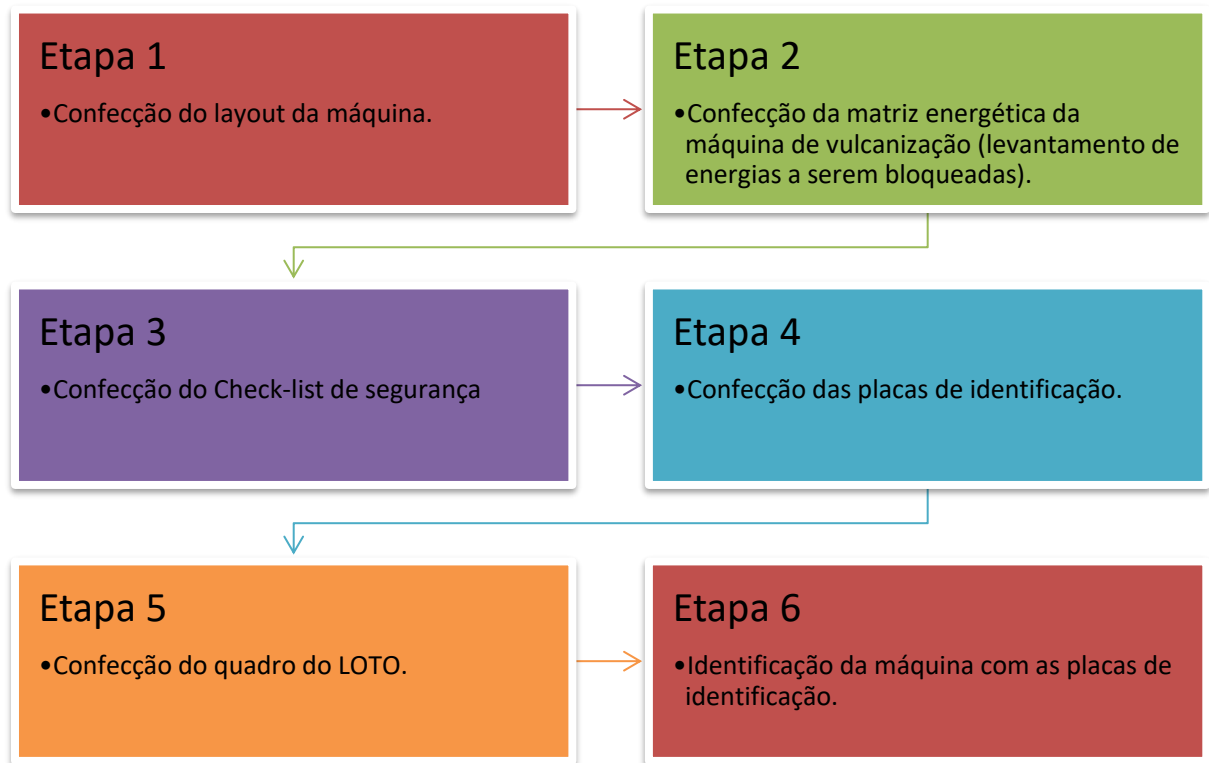 Etapa 1
•Confecção do layout da máquina.
Etapa 2
•Confecção da matriz energética da
máquina de vulcanização (levantamento de
energias a serem bloqueadas).
Etapa 3
•Confecção do Check-list de segurança
Etapa 4
•Confecção das placas de identificação.
Etapa 5
•Confecção do quadro do LOTO.
Etapa 6
•Identificação da máquina com as placas de
identificação.